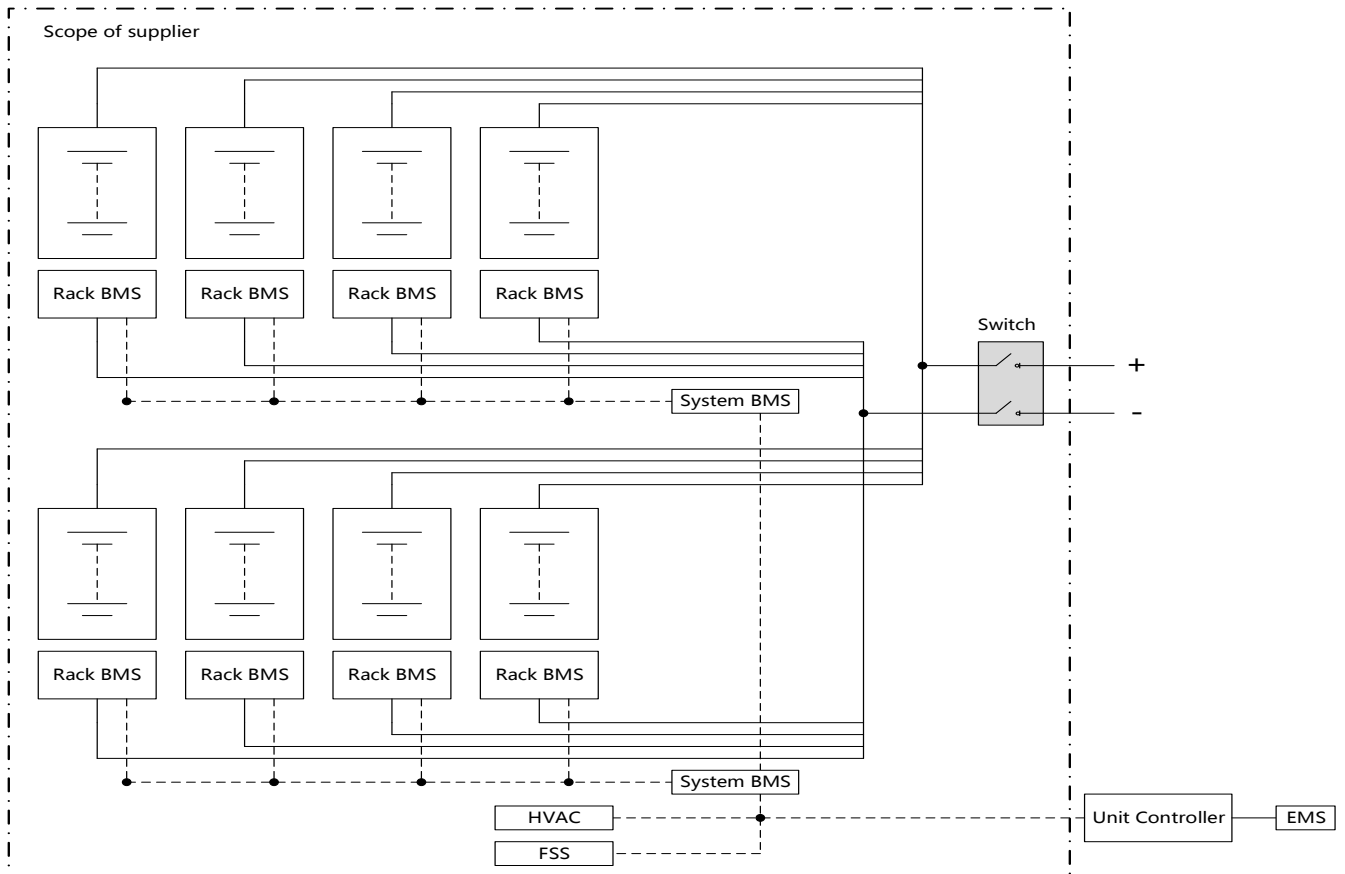 Scope of supplier
Rack BMS Rack BMS Rack BMS Rack BMS
Switch
+
-
System BMS
Rack BMS Rack BMS Rack BMS Rack BMS
System BMS
HVAC
Unit Controller
EMS
FSS